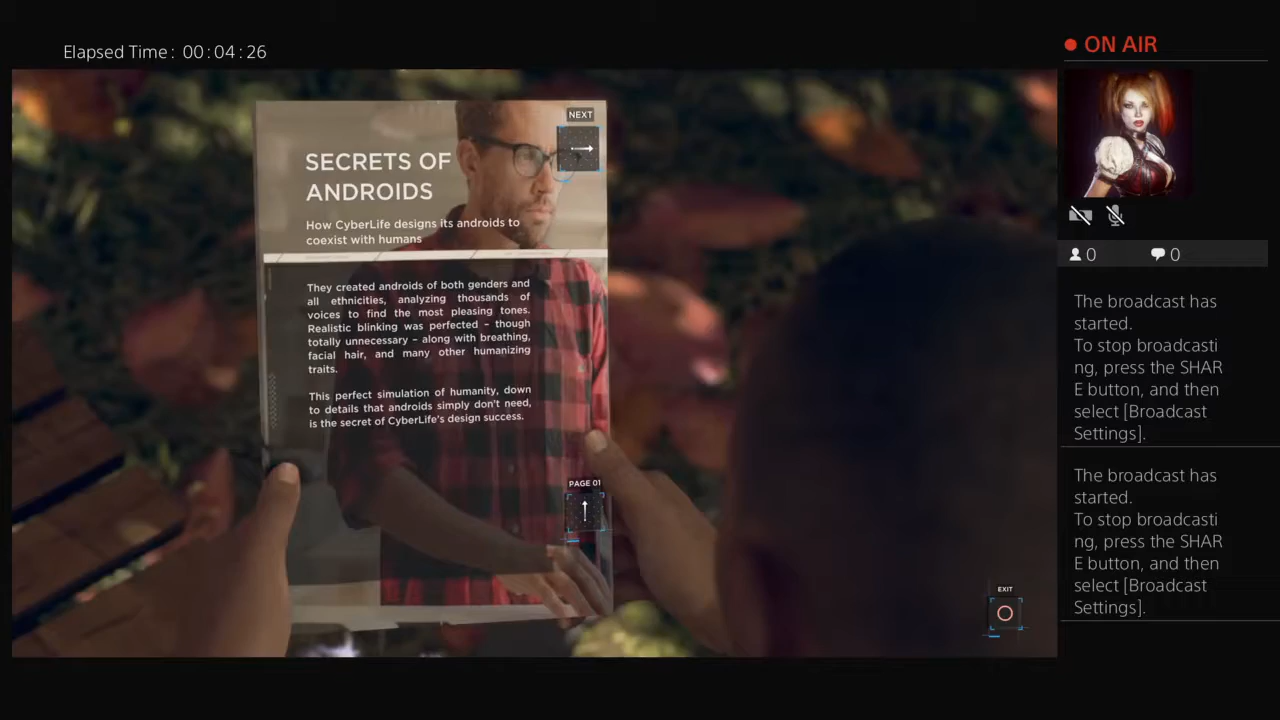 Elapsed Time: 00:04:26
ON AIR
NEXT
SECRETS OF
ANDROIDS
How CyberLife designs its androids to
coexist with humans
They created androids of both genders and
all ethnicities, analyzing thousands of
voices to find the most pleasing tones.
Realistic blinking was perfected – though
totally unnecessary – along with breathing,
facial hair, and many other humanizing
traits.
This perfect simulation of humanity, down
to details that androids simply don't need,
is the secret of CyberLife's design success.
PAGE 01
EXIT
0
0
The broadcast has
started.
To stop broadcasti
ng, press the SHAR
E button, and then
select [Broadcast
Settings].
The broadcast has
started.
To stop broadcasti
ng, press the SHAR
E button, and then
select [Broadcast
Settings].